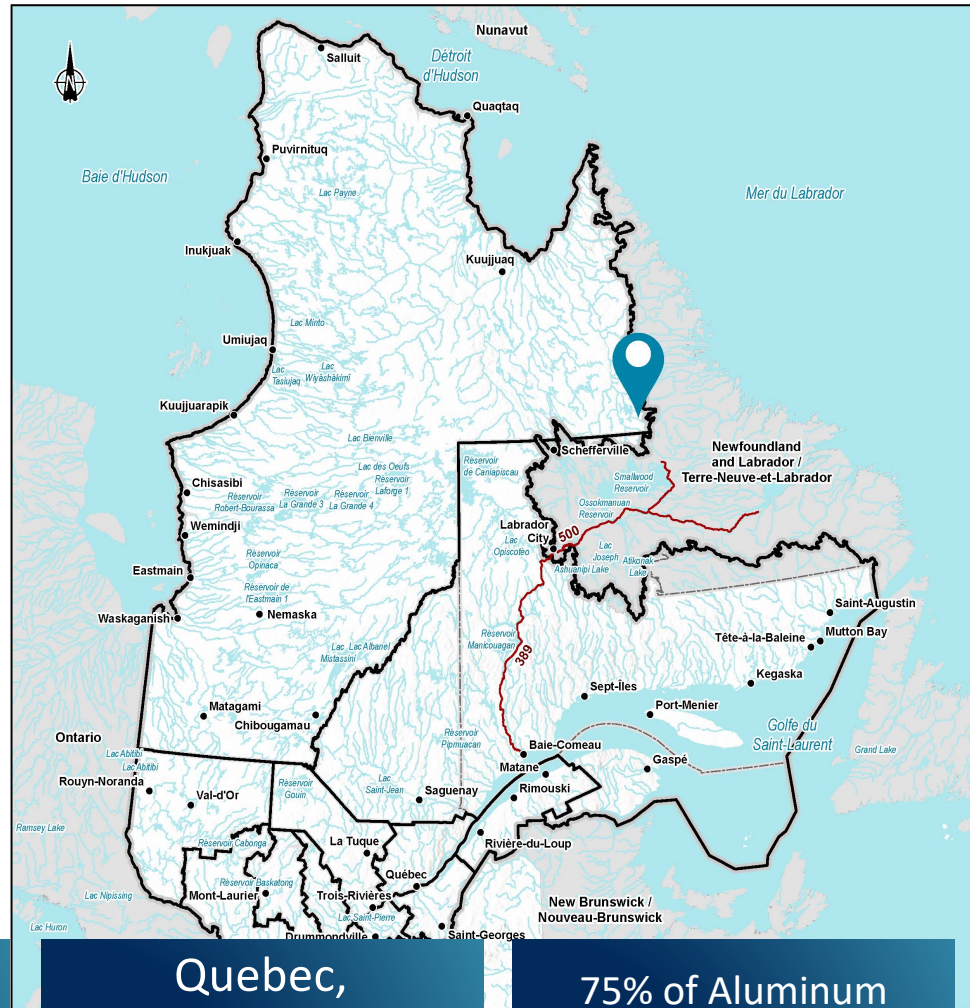 Nunavut
Salluit
Détroit
d'Hudson
Quaqtaq
Puvirnituq
Baie d'Hudson
Lac Payne
Mer du Labrador
Inukjuak
Kuujjuaq
Lac Minto
Umiujaq
Lac
Tasiujaq
Lac
Wiyâshâkimî
Kuujjuarapik
Lac Bienville
Schefferville
Newfoundland
and Labrador /
Terre-Neuve-et-Labrador
Réservoir
de Caniapiscau
Lac des Oeufs
Réservoir
Laforge 1
Smallwood
Reservoir
Chisasibi
Réservoir
Robert-Bourassa
Réservoir
La Grande 3
Réservoir
La Grande 4
Ossokmanuan
Reservoir
Wemindji
Labrador
City
500
Lac
Opiscotéo
Lac
Joseph
Ashuanipi Lake
Atikonak
Lake
Réservoir
Opinaca
Eastmain
Réservoir de
l'Eastmain 1
Nemaska
Waskaganish
Saint-Augustin
Réservoir
Manicouagan
Tête-à-la-Baleine
Mutton Bay
Lac
Mistassini
Lac Albanel
389
Kegaska
Sept-Îles
Matagami
Chibougamau
Port-Menier
Golfe du
Saint-Laurent
Ontario
Réservoir
Pipmuacan
Grand Lake
Lac Abitibi
Lac Abitibi
Baie-Comeau
Matane
Gaspé
Rouyn-Noranda
Réservoir
Gouin
Lac
Saint-Jean
Saguenay
Rimouski
Val-d'Or
Ramsey Lake
La Tuque
Rivière-du-Loup
Réservoir Cabonga
Québec
Réservoir Baskatong
Mont-Laurier
Trois-Rivières
Lac Nipissing
Lac Saint-Pierre
New Brunswick /
Nouveau-Brunswick
Lac Huron
Drummondville
Saint-Georges
Quebec,
75% of Aluminum